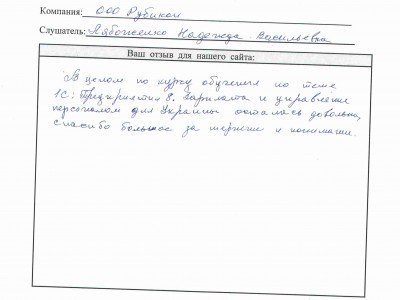 Компания: ООО Рубикон
Слушатель: Лябоженко Надежда Васильевна
Ваш отзыв для нашего сайта:
В целом по курсу обучения по теме
1С: Предприятия 8. Зарплата и управление
персоналом для Украины осталась довольна,
спасибо большое за терпение и понимание.